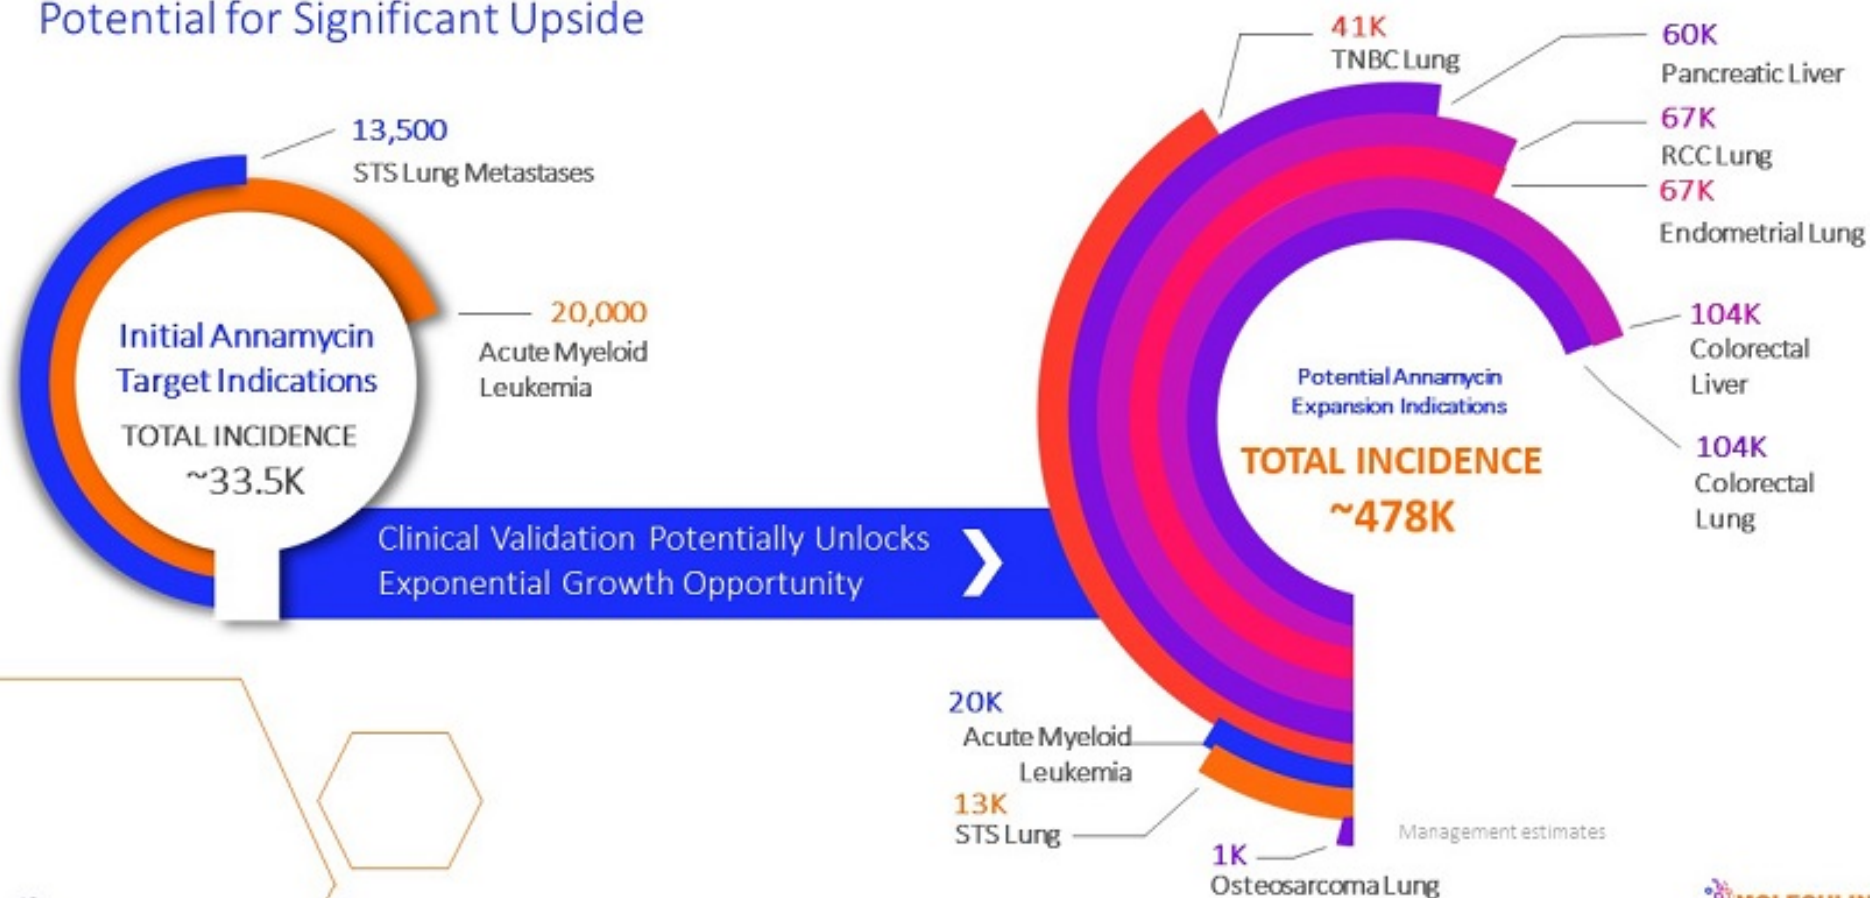 Potential for Significant Upside
13,500
STS Lung Metastases
20,000
Acute Myeloid
Leukemia
Initial Annamycin
Target Indications
TOTAL INCIDENCE
~33.5K
Clinical Validation Potentially Unlocks
Exponential Growth Opportunity
41K
TNBC Lung
60K
Pancreatic Liver
67K
RCC Lung
67K
Endometrial Lung
104K
Colorectal
Liver
104K
Colorectal
Lung
Potential Annamycin
Expansion Indications
TOTAL INCIDENCE
~478K
20K
Acute Myeloid
Leukemia
13K
STS Lung
1K
Osteosarcoma Lung
Management estimates